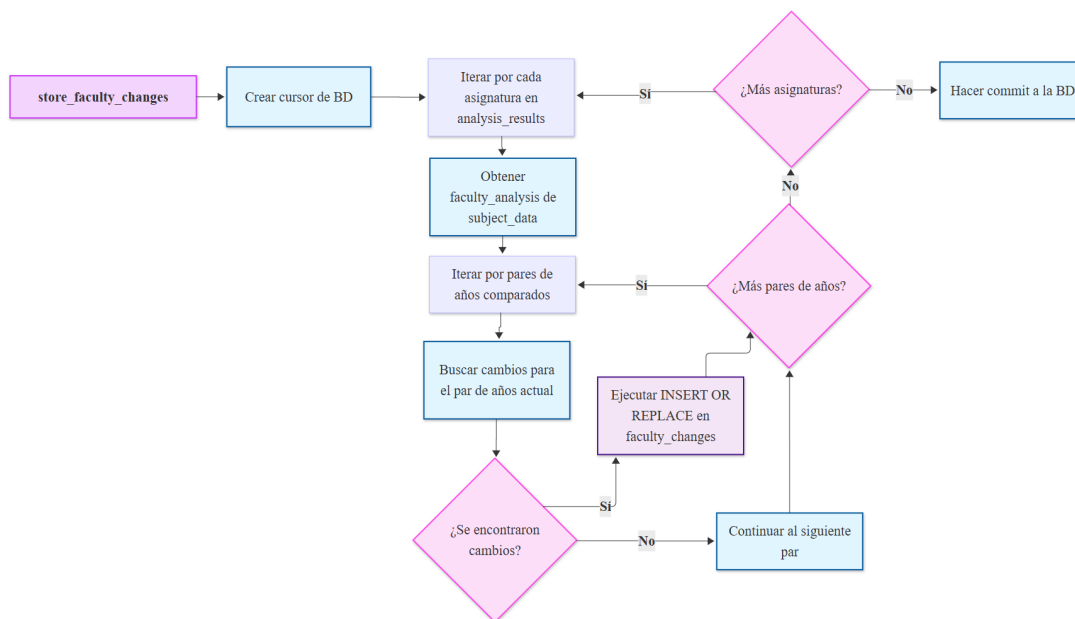 store_faculty_changes
Crear cursor de BD
Iterar por cada
asignatura en
analysis_results
Sí
¿Más asignaturas?
No
Hacer commit a la BD
Obtener
faculty_analysis de
subject_data
No
Iterar por pares de
años comparados
Sí
¿Más pares de años?
Buscar cambios para
el par de años actual
Ejecutar INSERT OR
REPLACE en
faculty_changes
Sí
¿Se encontraron
cambios?
No
Continuar al siguiente
par